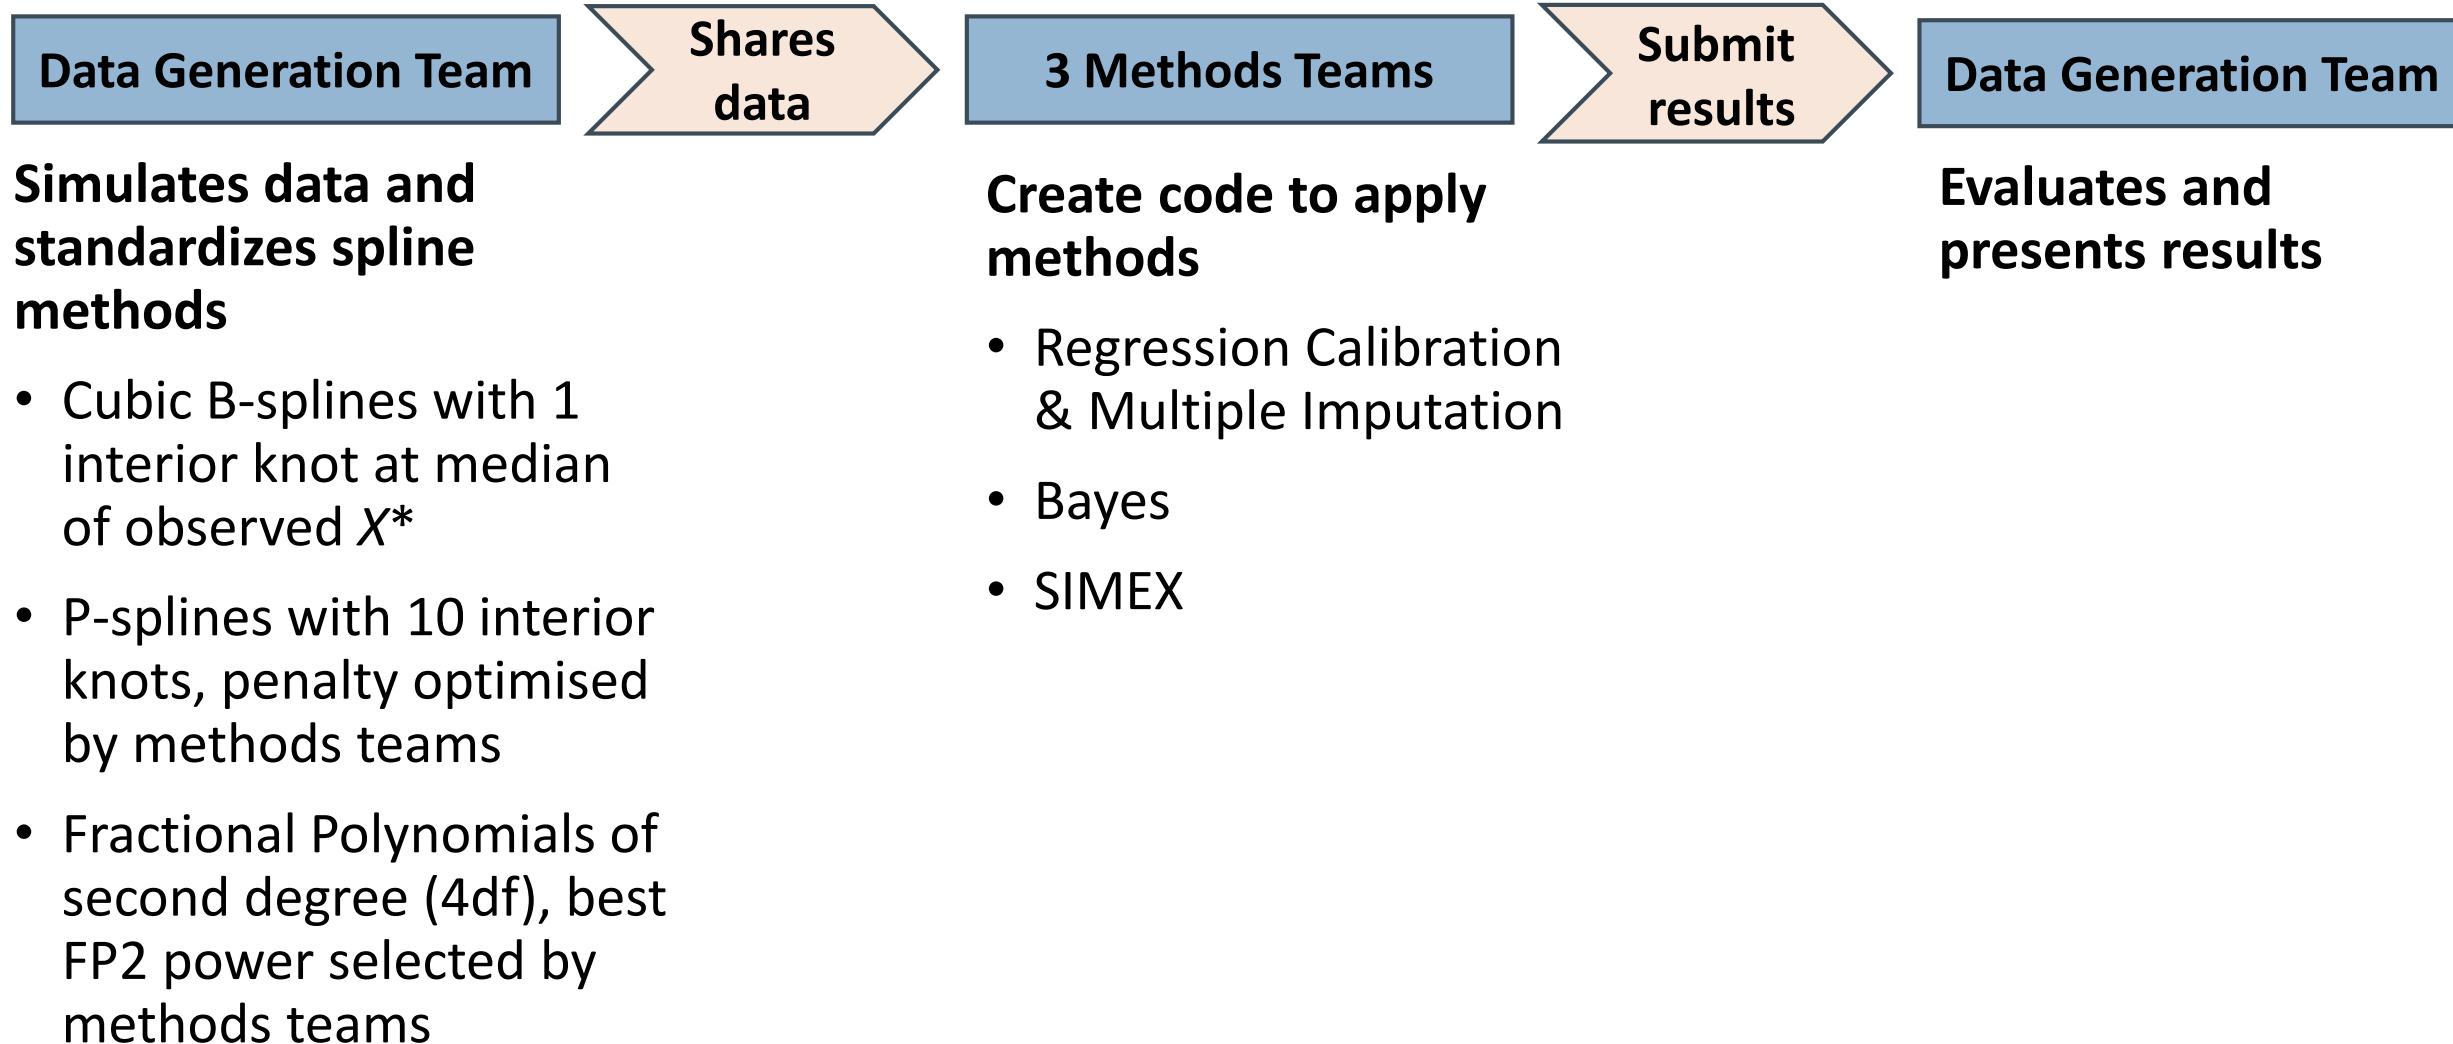 Data Generation Team
Shares
data
3 Methods Teams
Submit
results
Data Generation Team
Simulates data and
standardizes spline
methods
• Cubic B-splines with 1
interior knot at median
of observed X*
• P-splines with 10 interior
knots, penalty optimised
by methods teams
• Fractional Polynomials of
second degree (4df), best
FP2 power selected by
methods teams
Create code to apply
methods
• Regression Calibration
& Multiple Imputation
• Bayes
• SIMEX
Evaluates and
presents results